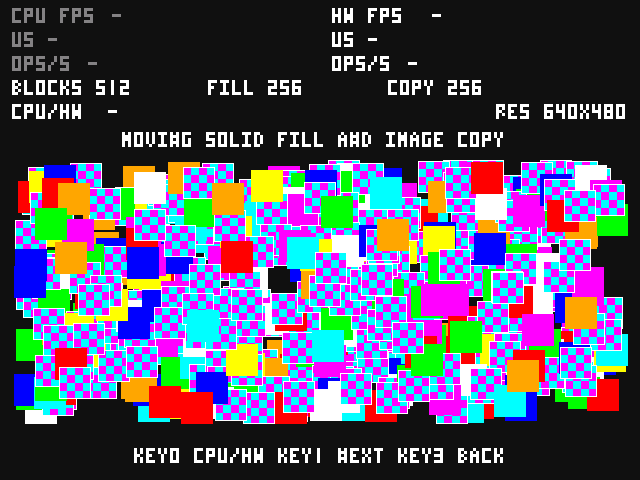 CPU FPS - HW FPS -
US - US -
OPS/S - OPS/S -
BLOCKS 512 FILL 256 COPY 256
CPU/HW - RES 640X480
MOVING SOLID FILL AND IMAGE COPY
KEY0 CPU/HW KEY1 NEXT KEY3 BACK